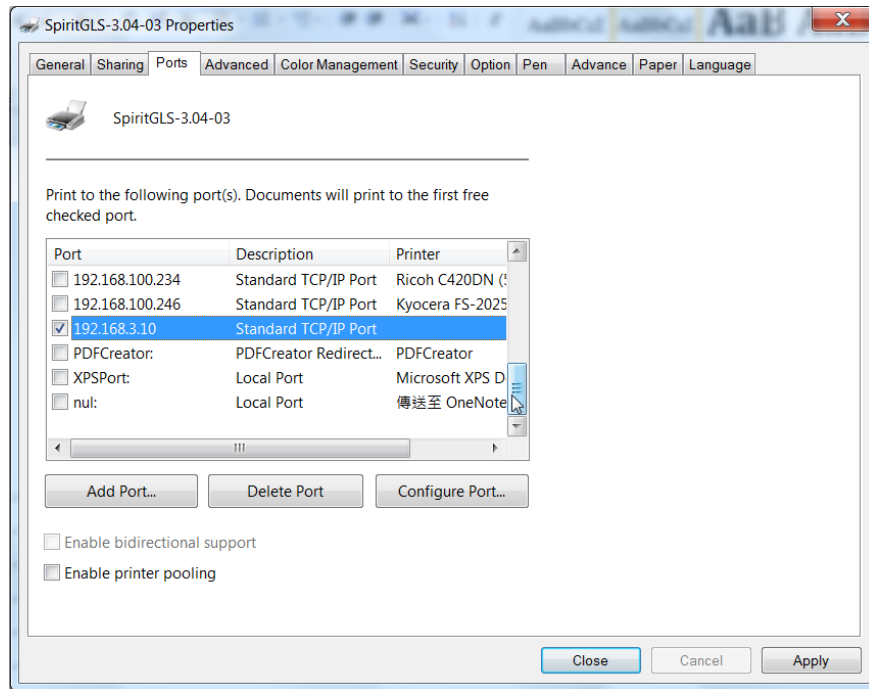 SpiritGLS-3.04-03 Properties
General Sharing Ports Advanced Color Management Security Option Pen Advance Paper Language
SpiritGLS-3.04-03
Print to the following port(s). Documents will print to the first free
checked port.
Port Description Printer
192.168.100.234 Standard TCP/IP Port Ricoh C420DN
192.168.100.246 Standard TCP/IP Port Kyocera FS-2025
192.168.3.10 Standard TCP/IP Port
PDFCreator: PDFCreator Redirect... PDFCreator
XPSPort: Local Port Microsoft XPS D
nul: Local Port 傳送至 OneNote
Add Port... Delete Port Configure Port...
Enable bidirectional support
Enable printer pooling
Close Cancel Apply